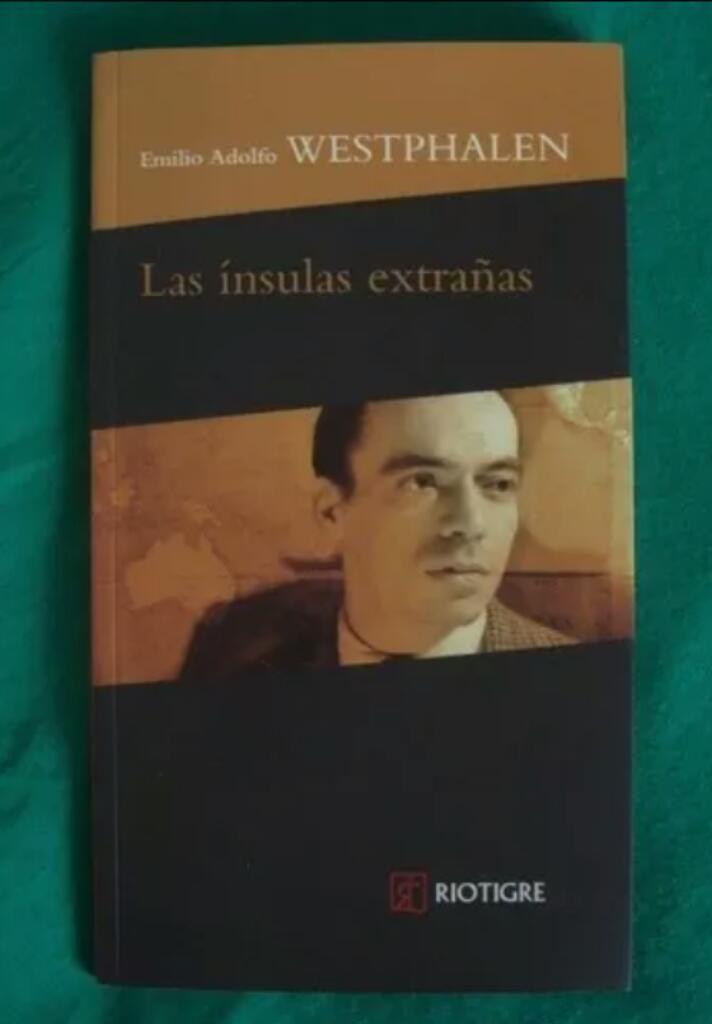 Emilio Adolfo WESTPHALEN
Las ínsulas extrañas
RIOTIGRE